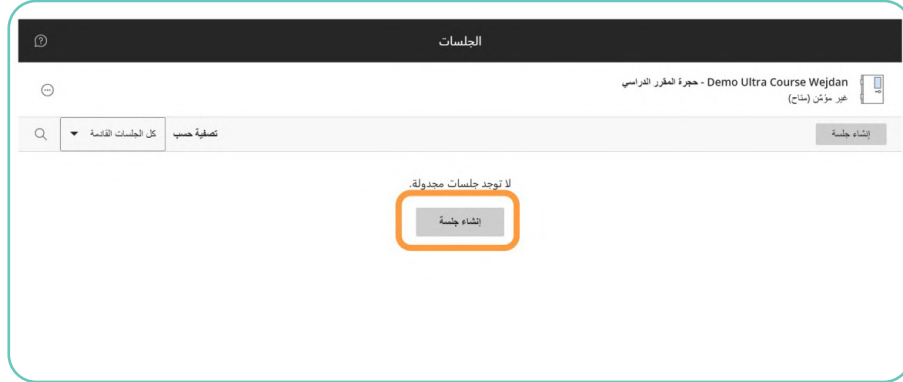 الجلسات
Demo Ultra Course Wejdan - حجرة المقرر الدراسي
غير مؤمّن (متاح)
إنشاء جلسة
تصفية حسب كل الجلسات القادمة
لا توجد جلسات مجدولة.
إنشاء جلسة